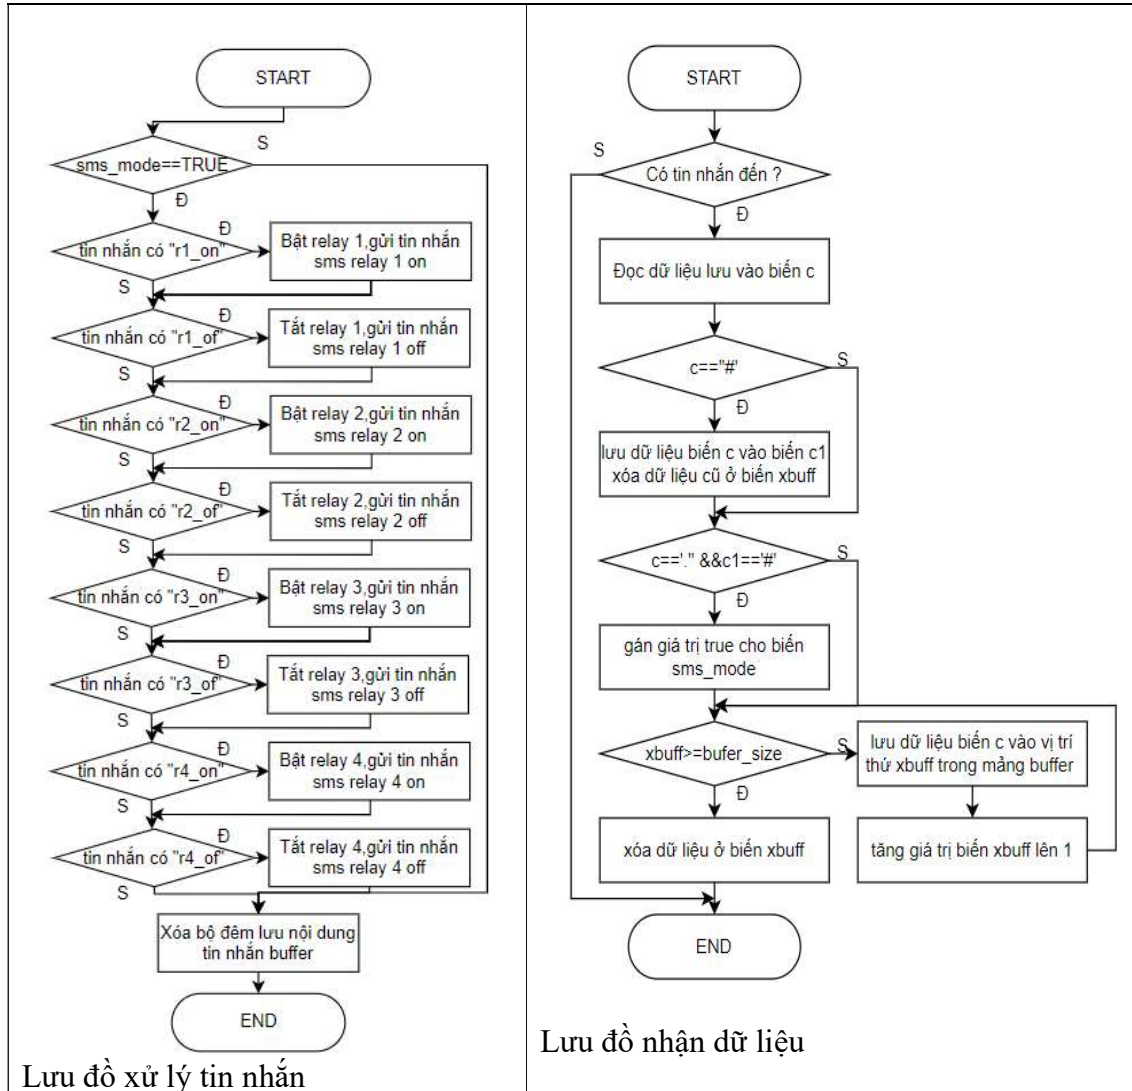 START
sms_mode==TRUE
S
Đ
tin nhắn có "r1_on"
Đ
Bật relay 1,gửi tin nhắn
sms relay 1 on
S
tin nhắn có "r1_of"
Đ
Tắt relay 1,gửi tin nhắn
sms relay 1 off
S
tin nhắn có "r2_on"
Đ
Bật relay 2,gửi tin nhắn
sms relay 2 on
S
tin nhắn có "r2_of"
Đ
Tắt relay 2,gửi tin nhắn
sms relay 2 off
S
tin nhắn có "r3_on"
Đ
Bật relay 3,gửi tin nhắn
sms relay 3 on
S
tin nhắn có "r3_of"
Đ
Tắt relay 3,gửi tin nhắn
sms relay 3 off
S
tin nhắn có "r4_on"
Đ
Bật relay 4,gửi tin nhắn
sms relay 4 on
S
tin nhắn có "r4_of"
Đ
Tắt relay 4,gửi tin nhắn
sms relay 4 off
S
Xóa bộ đêm lưu nội dung
tin nhắn buffer
END
Lưu đồ xử lý tin nhắn
START
S
Có tin nhắn đến ?
Đ
Đọc dữ liệu lưu vào biến c
c=="#'
S
Đ
lưu dữ liệu biến c vào biến c1
xóa dữ liệu cũ ở biến xbuff
c=='." &&c1=='#'
S
Đ
gán giá trị true cho biến
sms_mode
xbuff>=bufer_size
S
lưu dữ liệu biến c vào vị trí
thứ xbuff trong mảng buffer
Đ
xóa dữ liệu ở biến xbuff
tăng giá trị biến xbuff lên 1
END
Lưu đồ nhận dữ liệu